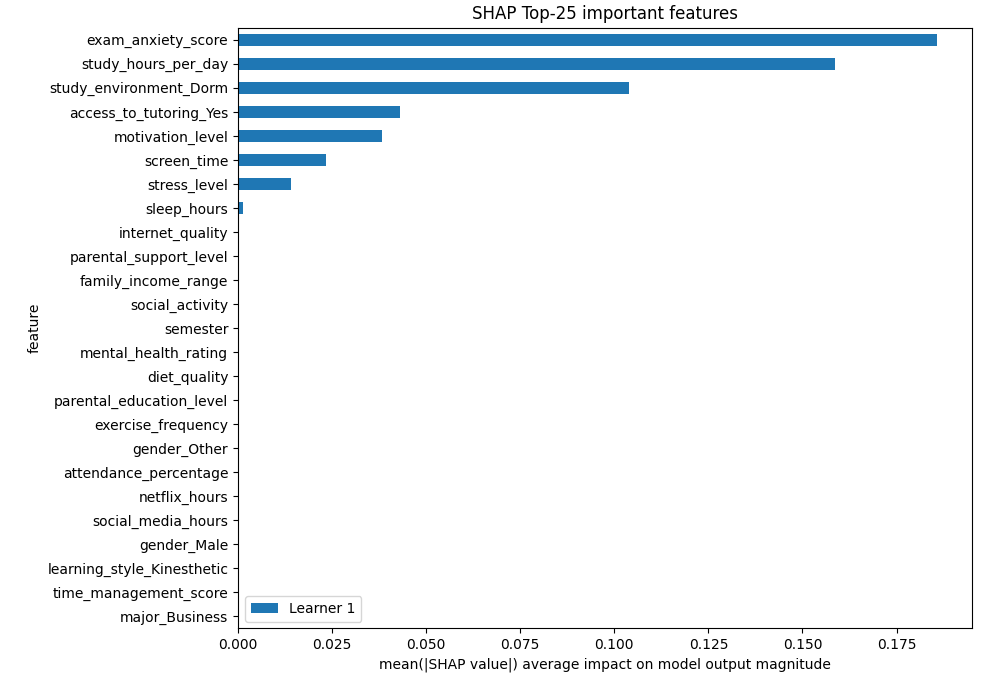 SHAP Top-25 important features
exam_anxiety_score
study_hours_per_day
study_environment_Dorm
access_to_tutoring_Yes
motivation_level
screen_time
stress_level
sleep_hours
internet_quality
parental_support_level
family_income_range
social_activity
semester
mental_health_rating
diet_quality
parental_education_level
exercise_frequency
gender_Other
attendance_percentage
netflix_hours
social_media_hours
gender_Male
learning_style_Kinesthetic
time_management_score
major_Business
feature
Learner 1
0.000 0.025 0.050 0.075 0.100 0.125 0.150 0.175
mean(|SHAP value|) average impact on model output magnitude